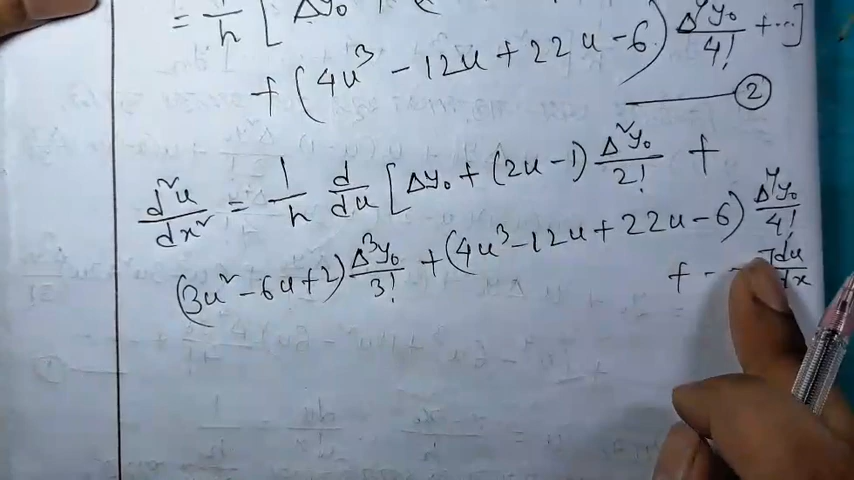 = 1/h [ Δy₀ + (
+ (4u³ - 12u + 22u - 6) Δ⁴y₀/4! + ...]
②
d²u/dx² = 1/h d/du [Δy₀ + (2u - 1) Δ²y₀/2! +
(3u² - 6u + 2) Δ³y₀/3! + (4u³ - 12u + 22u - 6) Δ⁴y₀/4!
+ - - ] du/dx